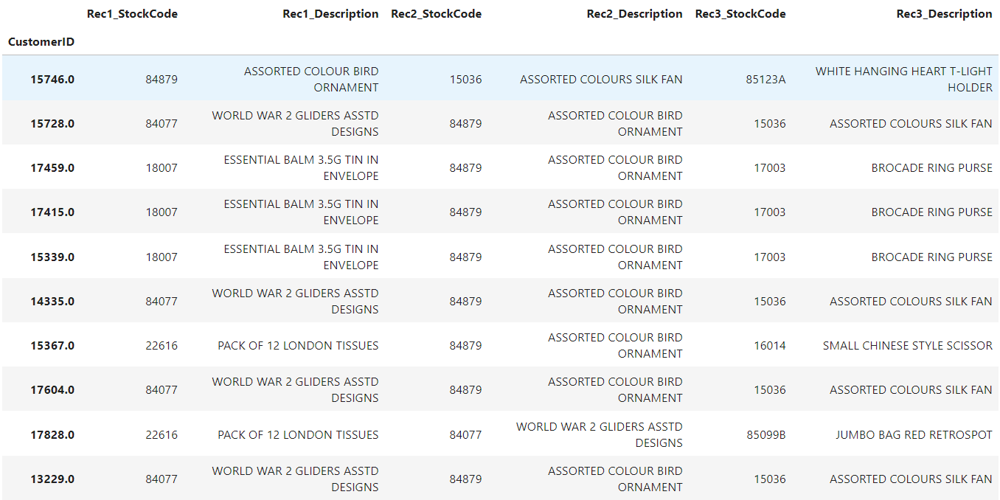 Rec1_StockCode Rec1_Description Rec2_StockCode Rec2_Description Rec3_StockCode Rec3_Description
CustomerID
15746.0 84879 ASSORTED COLOUR BIRD ORNAMENT 15036 ASSORTED COLOURS SILK FAN 85123A WHITE HANGING HEART T-LIGHT HOLDER
15728.0 84077 WORLD WAR 2 GLIDERS ASSTD DESIGNS 84879 ASSORTED COLOUR BIRD ORNAMENT 15036 ASSORTED COLOURS SILK FAN
17459.0 18007 ESSENTIAL BALM 3.5G TIN IN ENVELOPE 84879 ASSORTED COLOUR BIRD ORNAMENT 17003 BROCADE RING PURSE
17415.0 18007 ESSENTIAL BALM 3.5G TIN IN ENVELOPE 84879 ASSORTED COLOUR BIRD ORNAMENT 17003 BROCADE RING PURSE
15339.0 18007 ESSENTIAL BALM 3.5G TIN IN ENVELOPE 84879 ASSORTED COLOUR BIRD ORNAMENT 17003 BROCADE RING PURSE
14335.0 84077 WORLD WAR 2 GLIDERS ASSTD DESIGNS 84879 ASSORTED COLOUR BIRD ORNAMENT 15036 ASSORTED COLOURS SILK FAN
15367.0 22616 PACK OF 12 LONDON TISSUES 84879 ASSORTED COLOUR BIRD ORNAMENT 16014 SMALL CHINESE STYLE SCISSOR
17604.0 84077 WORLD WAR 2 GLIDERS ASSTD DESIGNS 84879 ASSORTED COLOUR BIRD ORNAMENT 15036 ASSORTED COLOURS SILK FAN
17828.0 22616 PACK OF 12 LONDON TISSUES 84077 WORLD WAR 2 GLIDERS ASSTD DESIGNS 85099B JUMBO BAG RED RETROSPOT
13229.0 84077 WORLD WAR 2 GLIDERS ASSTD DESIGNS 84879 ASSORTED COLOUR BIRD ORNAMENT 15036 ASSORTED COLOURS SILK FAN